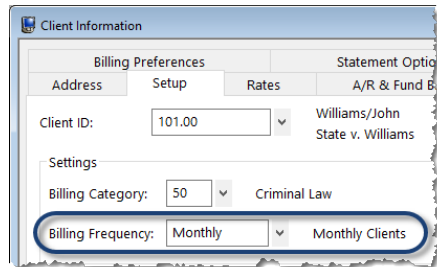 Client Information
Billing Preferences
Statement Optio
Address Setup Rates A/R & Fund B
Client ID: 101.00 Williams/John
State v. Williams
Settings
Billing Category: 50 Criminal Law
Billing Frequency: Monthly Monthly Clients